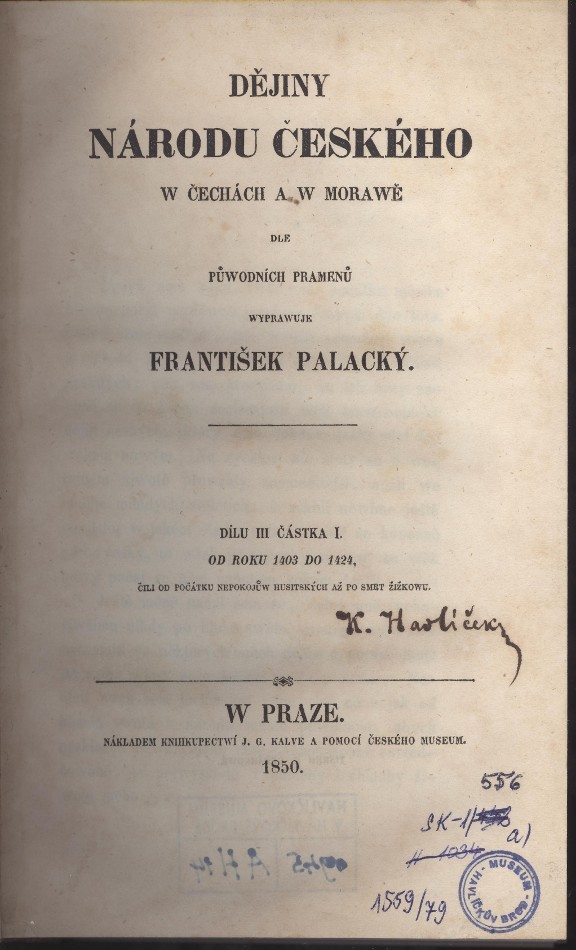 DĚJINY
NÁRODU ČESKÉHO
W ČECHÁCH A W MORAWĚ
DLE
PŮWODNÍCH PRAMENŮ
WYPRAWUJE
FRANTIŠEK PALACKÝ.
DÍLU III ČÁSTKA I.
OD ROKU 1403 DO 1424,
ČILI OD POČÁTKU NEPOKOJŮW HUSITSKÝCH AŽ PO SMRT ŽIŽKOWU.
K. Havlíček
W PRAZE.
NÁKLADEM KNIHKUPECTWÍ J. G. KALVE A POMOCÍ ČESKÉHO MUSEUM.
1850.
556
SK-1/
a)
1559/79
MUSEUM - HAVLÍČKŮV BROD -